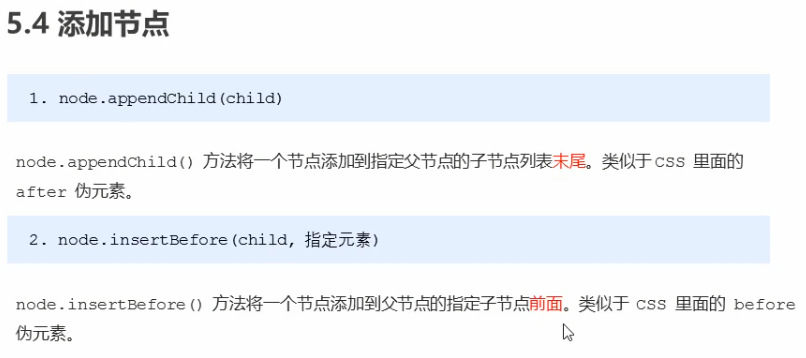 5.4 添加节点
1. node.appendChild(child)
node.appendChild() 方法将一个节点添加到指定父节点的子节点列表末尾。类似于 CSS 里面的
after 伪元素。
2. node.insertBefore(child, 指定元素)
node.insertBefore() 方法将一个节点添加到父节点的指定子节点前面。类似于 CSS 里面的 before
伪元素。